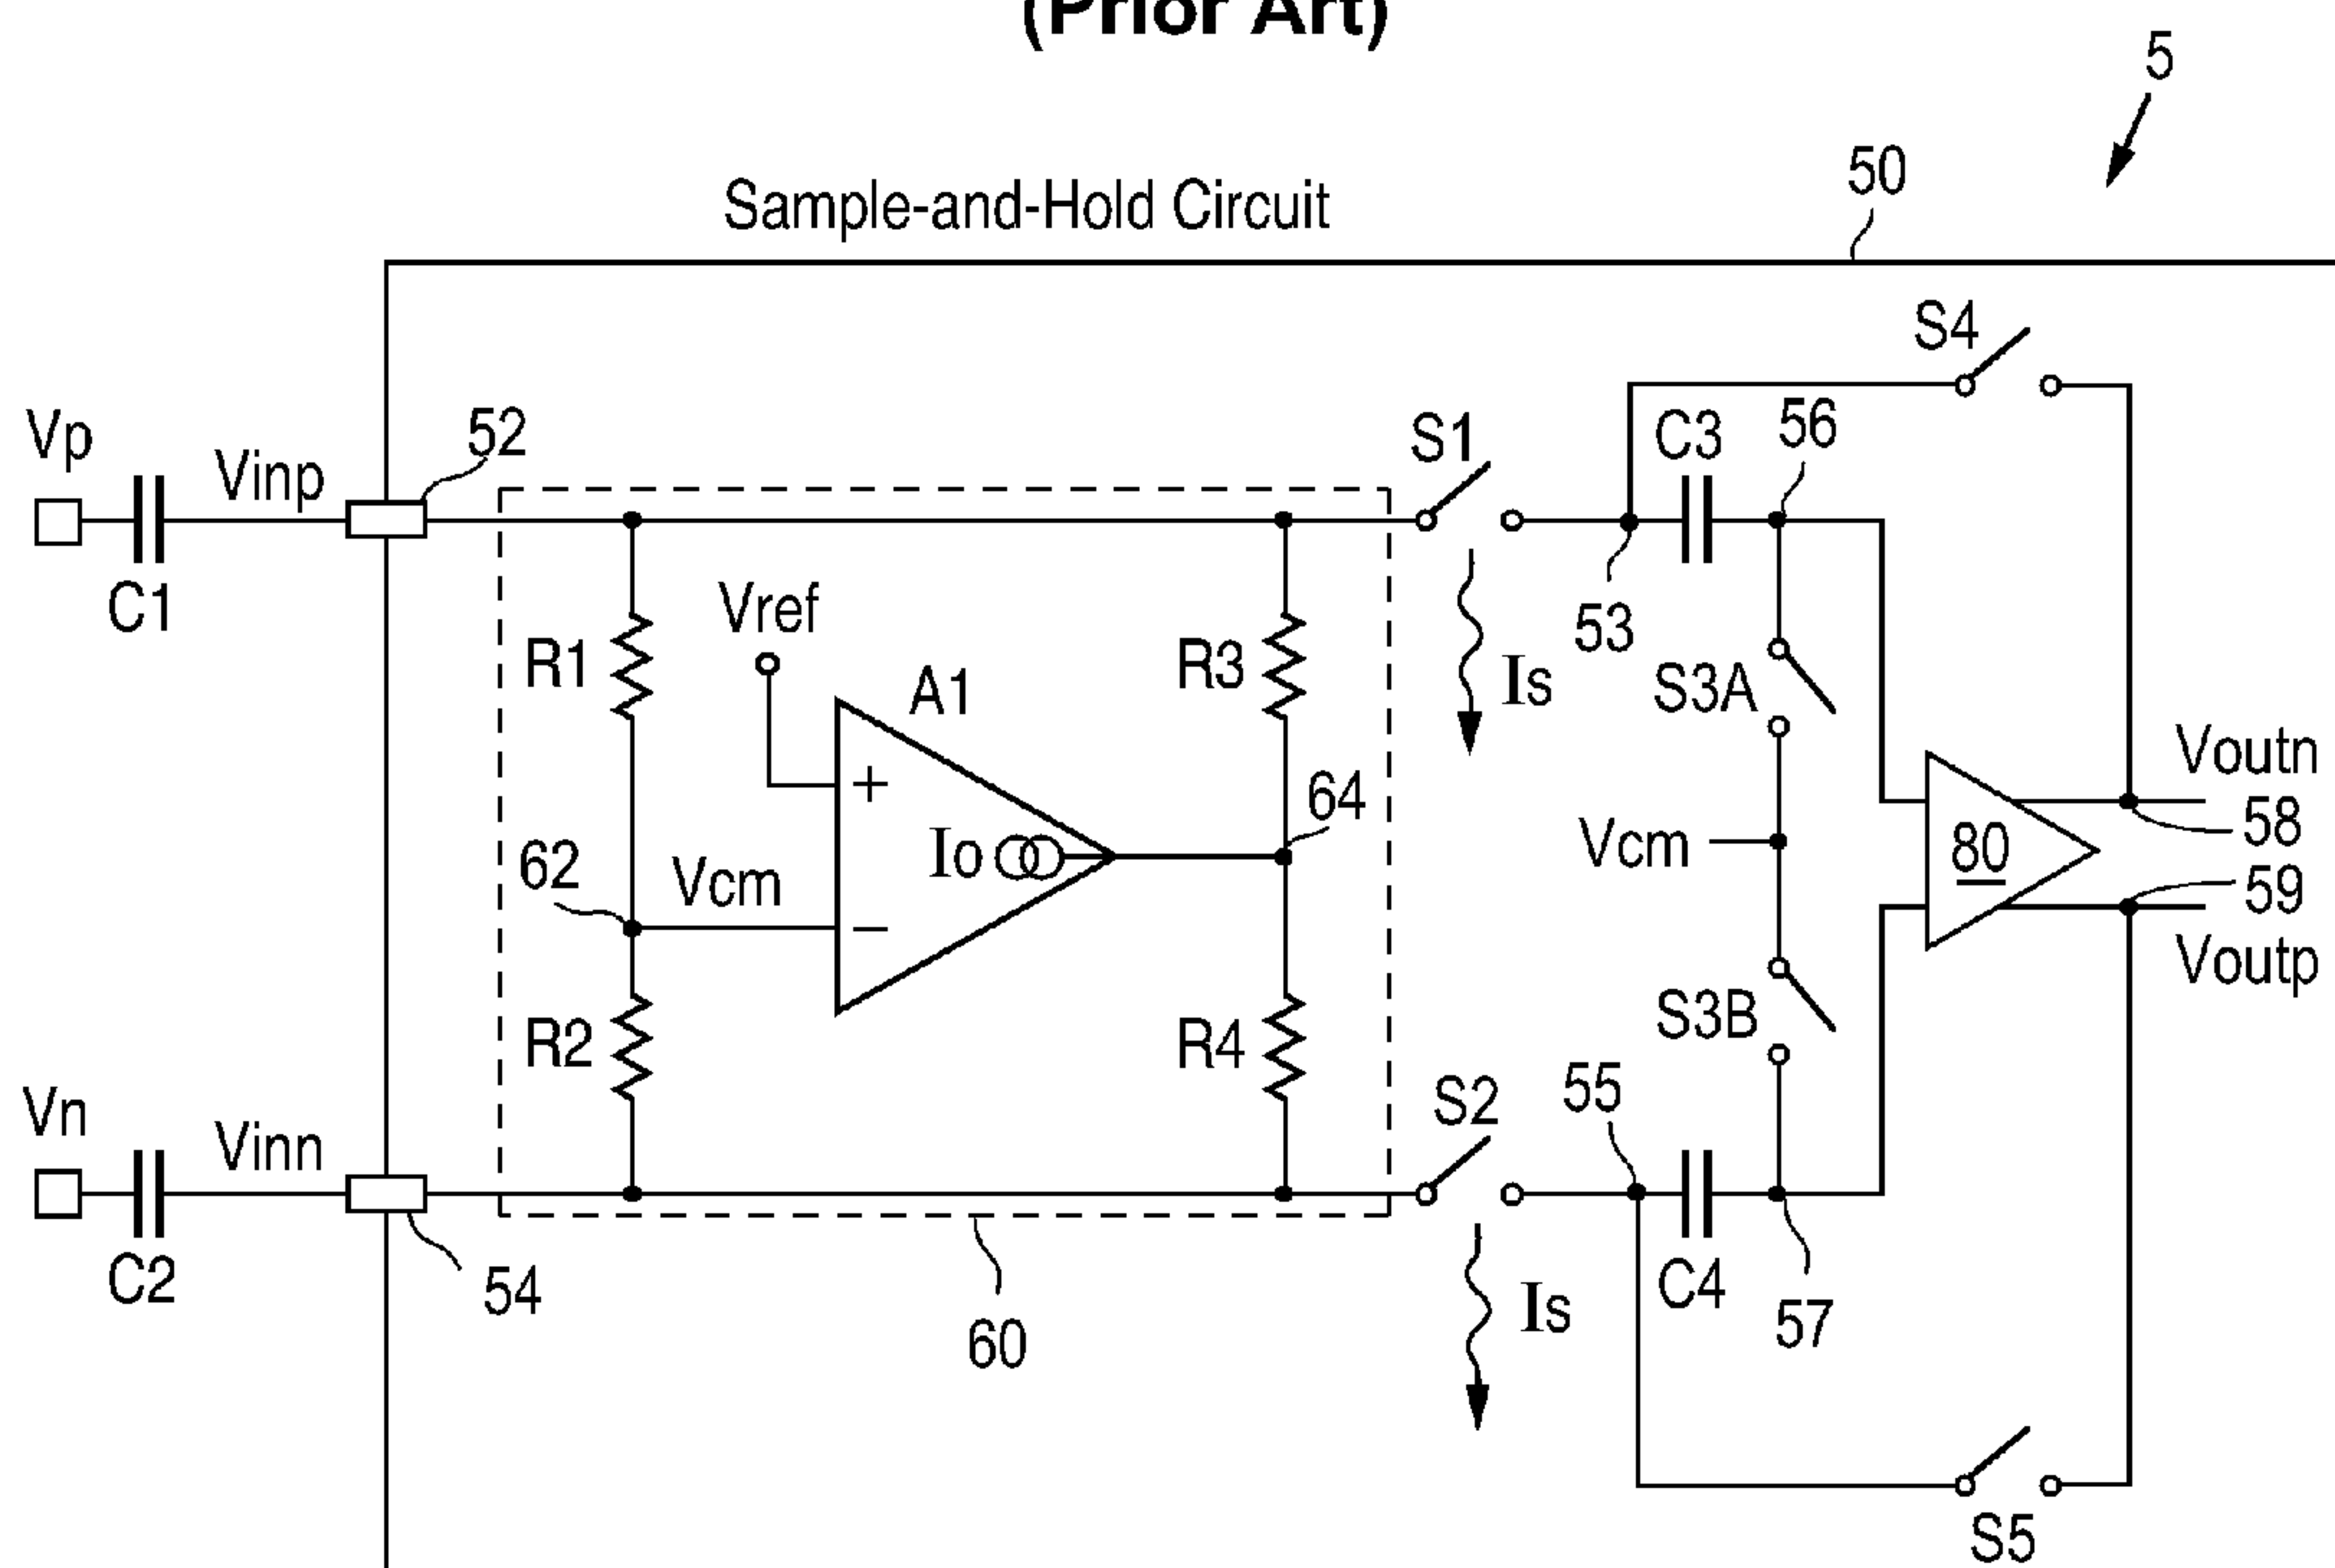 (Prior Art)
5
50
Sample-and-Hold Circuit
S4
Vp
Vinp
52
S1
C3
56
C1
Vref
R1
A1
R3
Is
53
S3A
+
64
Voutn
58
62
Vcm
Io
Vcm
80
59
−
Voutp
R2
R4
S3B
Vn
Vinn
S2
55
C2
54
60
Is
C4
57
S5